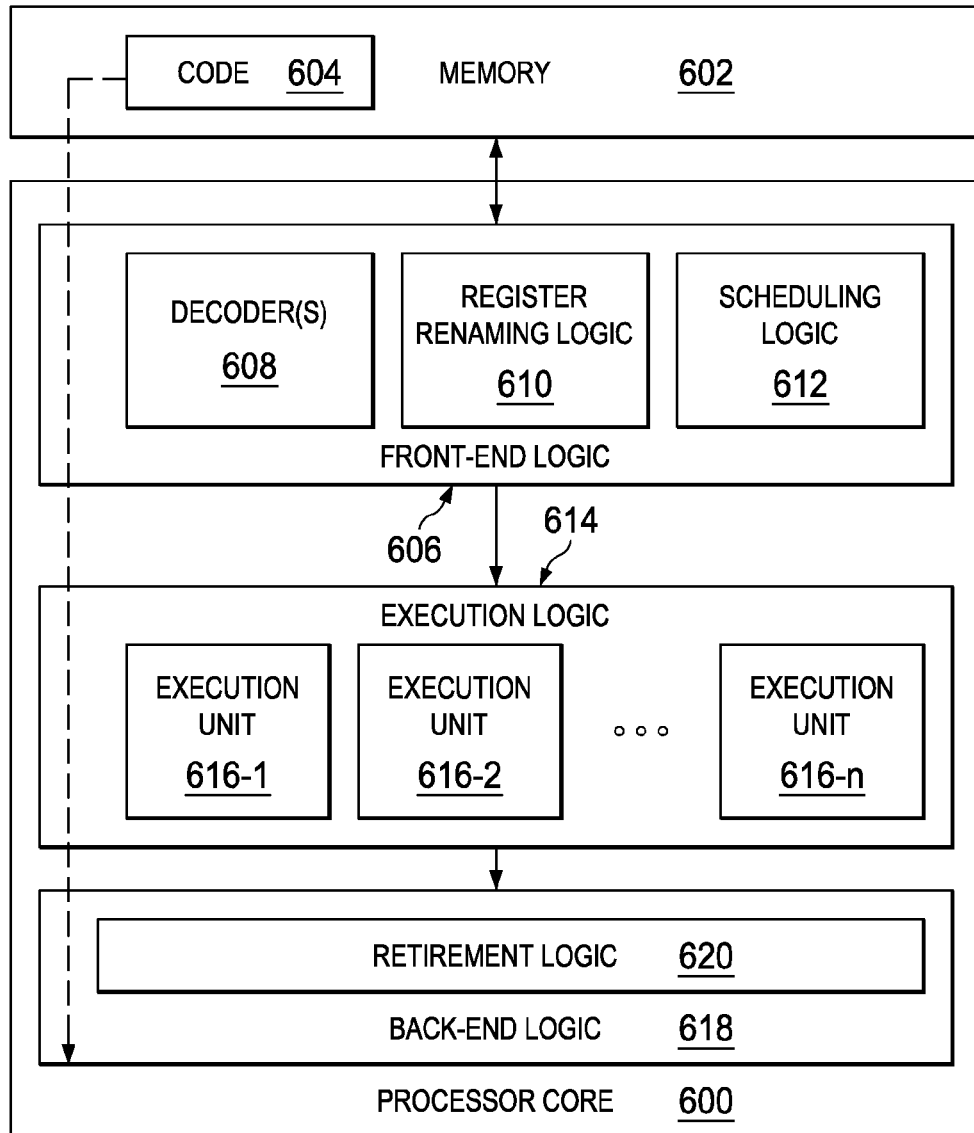 CODE 604 MEMORY 602
DECODER(S)
608
REGISTER
RENAMING LOGIC
610
SCHEDULING
LOGIC
612
FRONT-END LOGIC
606
614
EXECUTION LOGIC
EXECUTION
UNIT
616-1
EXECUTION
UNIT
616-2
EXECUTION
UNIT
616-n
RETIREMENT LOGIC 620
BACK-END LOGIC 618
PROCESSOR CORE 600